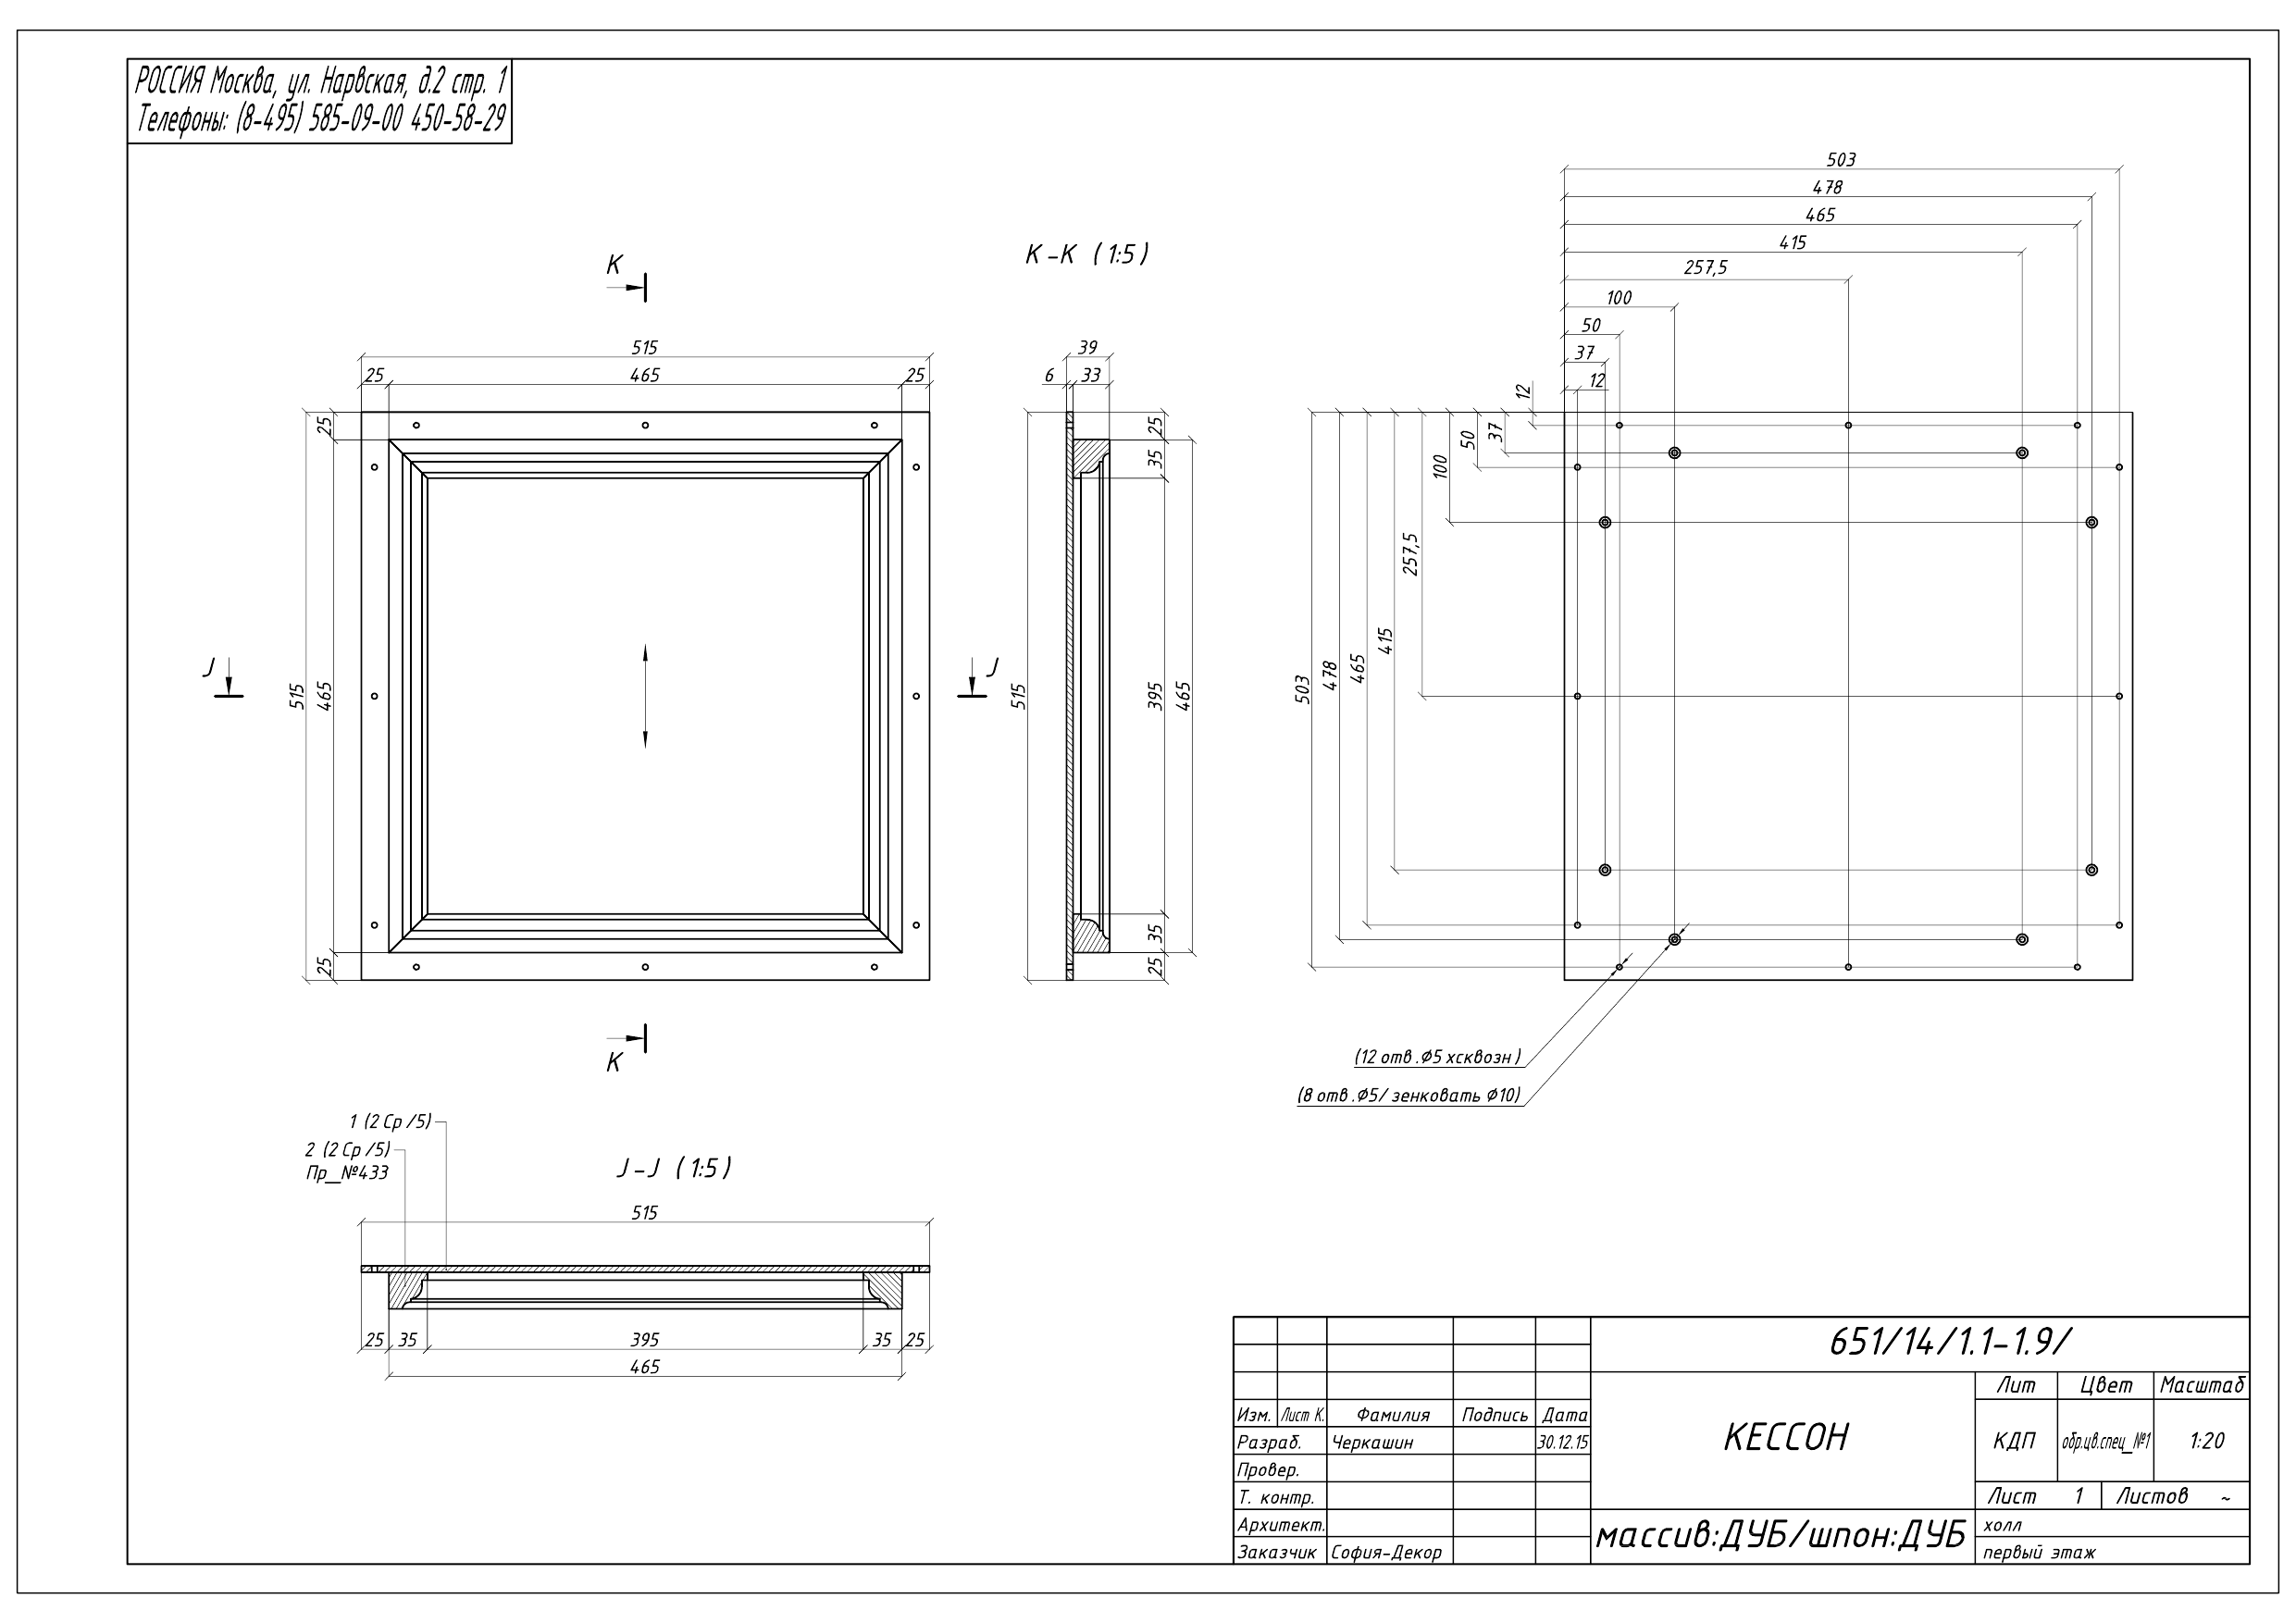 РОССИЯ Москва, ул. Нарвская, д.2 стр. 1
Телефоны: (8-495) 585-09-00 450-58-29
K
K-K (1:5)
515
25
465
25
515
25
465
25
J
J
K
39
6
33
515
25
35
395
465
35
25
503
478
465
415
257,5
100
50
37
12
12
37
50
100
257,5
415
465
478
503
(12 отв.Φ5 хсквозн)
(8 отв.Φ5/ зенковать Φ10)
1 (2 Ср/5)
2 (2 Ср/5)
Пр_№433
J-J (1:5)
515
25
35
395
35
25
465
651/14/1.1-1.9/
Лит
Цвет
Масштаб
Изм.
Лист К.
Фамилия
Подпись
Дата
КЕССОН
КДП
обр.цв.спец_№1
1:20
Разраб.
Черкашин
30.12.15
Провер.
Т. контр.
Лист 1
Листов ~
Архитект.
массив:ДУБ/шпон:ДУБ
холл
Заказчик
София-Декор
первый этаж